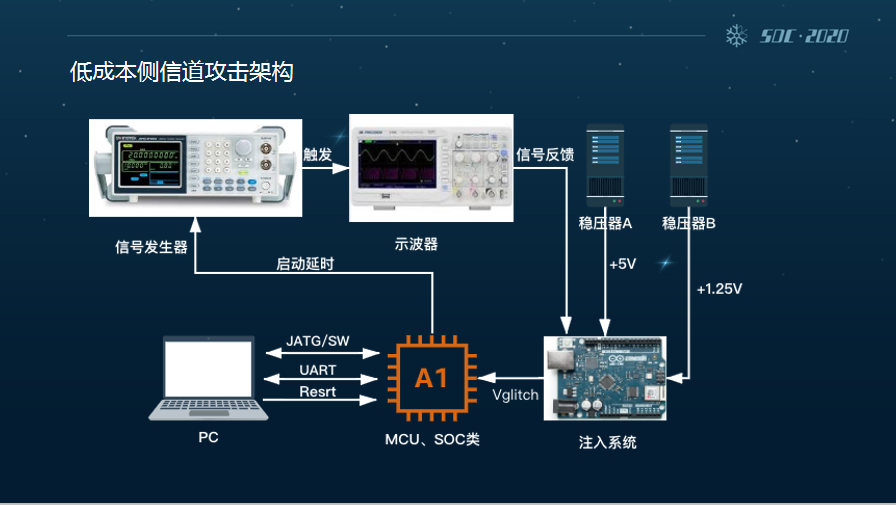 SDC·2020
低成本侧信道攻击架构
触发
信号反馈
稳压器A
稳压器B
信号发生器
示波器
启动延时
+5V
+1.25V
JATG/SW
UART
Resrt
A1
Vglitch
PC
MCU、SOC类
注入系统